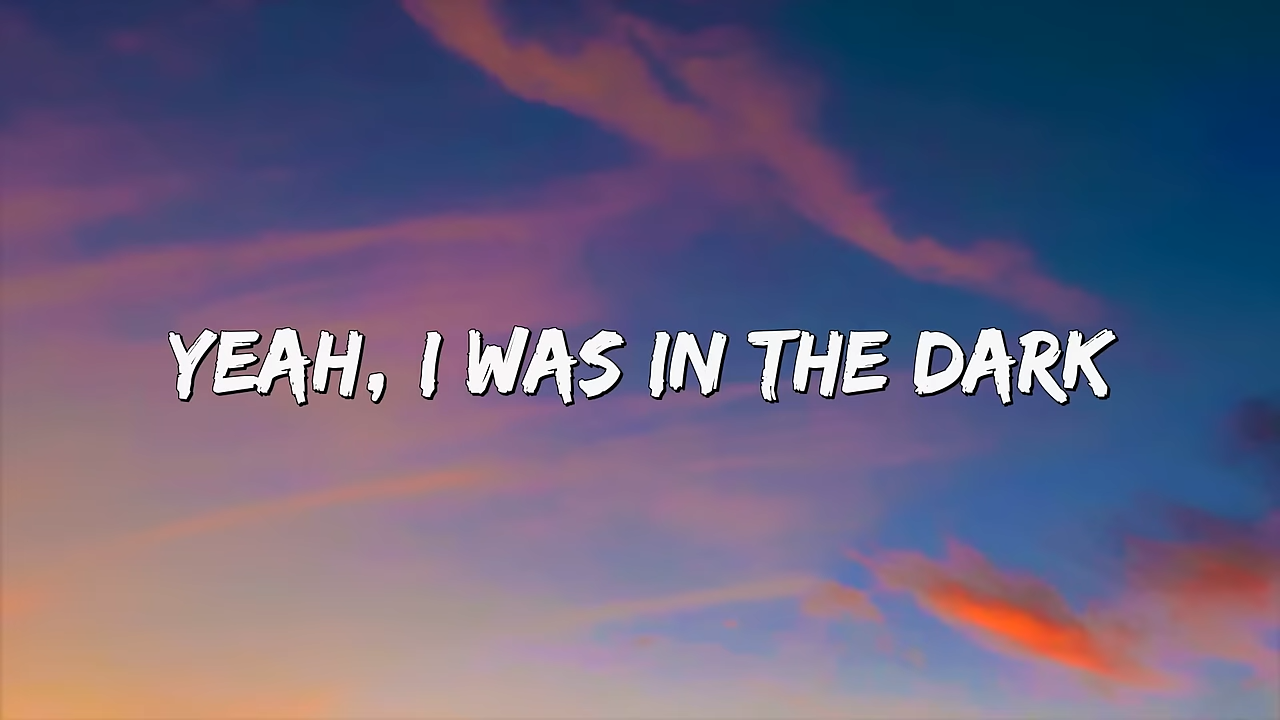 YEAH, I WAS IN THE DARK